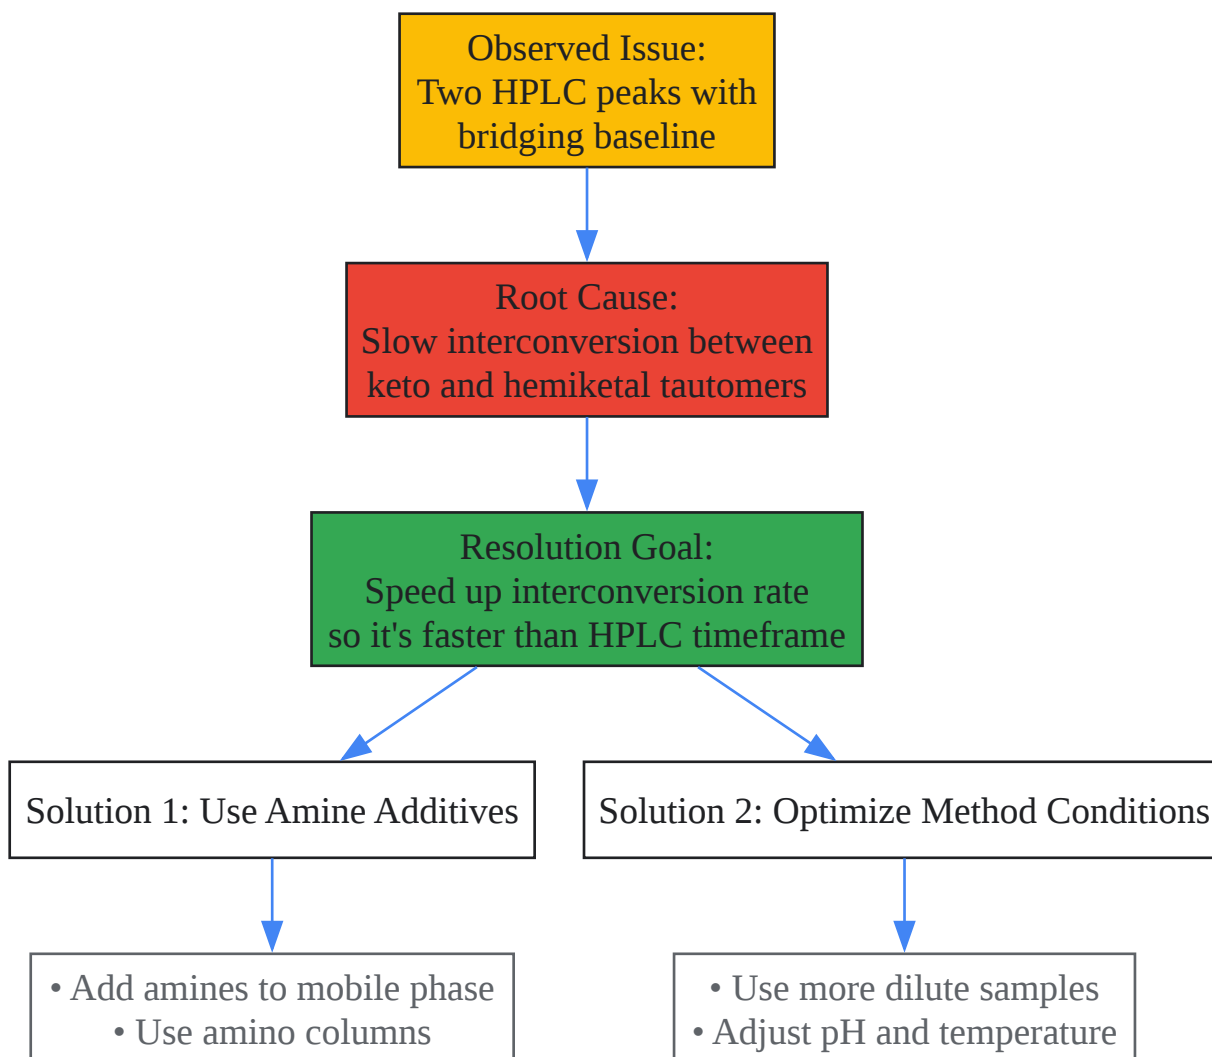 Observed Issue:
Two HPLC peaks with
bridging baseline
Root Cause:
Slow interconversion between
keto and hemiketal tautomers
Resolution Goal:
Speed up interconversion rate
so it's faster than HPLC timeframe
Solution 1: Use Amine Additives
Solution 2: Optimize Method Conditions
• Add amines to mobile phase
• Use amino columns
• Use more dilute samples
• Adjust pH and temperature